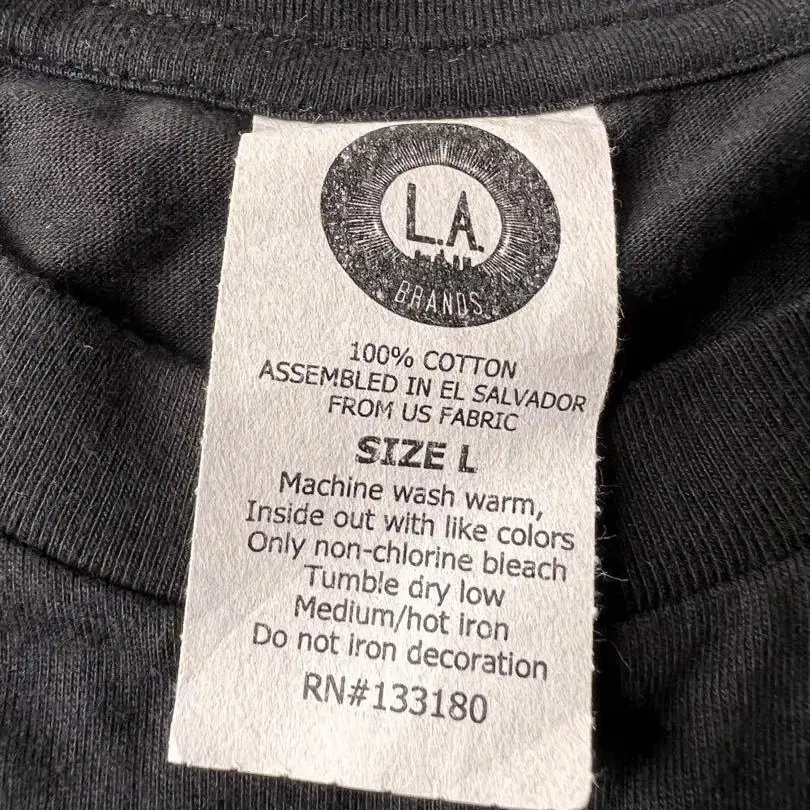 L.A.
BRANDS
100% COTTON
ASSEMBLED IN EL SALVADOR
FROM US FABRIC
SIZE L
Machine wash warm,
Inside out with like colors
Only non-chlorine bleach
Tumble dry low
Medium/hot iron
Do not iron decoration
RN#133180